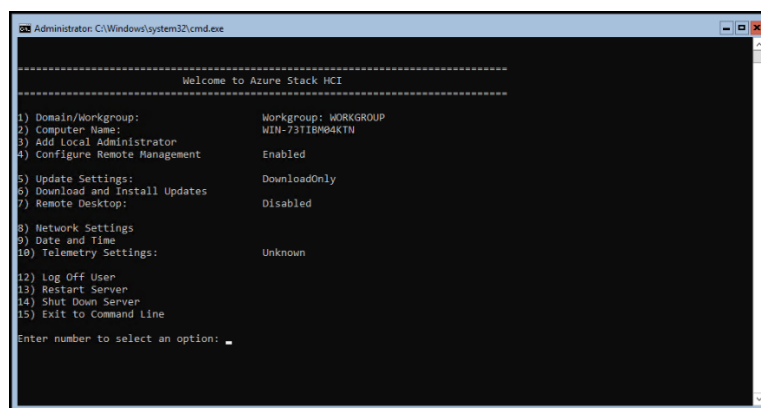 Administrator: C:\Windows\system32\cmd.exe
================================================================================
Welcome to Azure Stack HCI
================================================================================
1) Domain/Workgroup: Workgroup: WORKGROUP
2) Computer Name: WIN-73TIBM04KTN
3) Add Local Administrator
4) Configure Remote Management Enabled
5) Update Settings: DownloadOnly
6) Download and Install Updates
7) Remote Desktop: Disabled
8) Network Settings
9) Date and Time
10) Telemetry Settings: Unknown
12) Log Off User
13) Restart Server
14) Shut Down Server
15) Exit to Command Line
Enter number to select an option: _